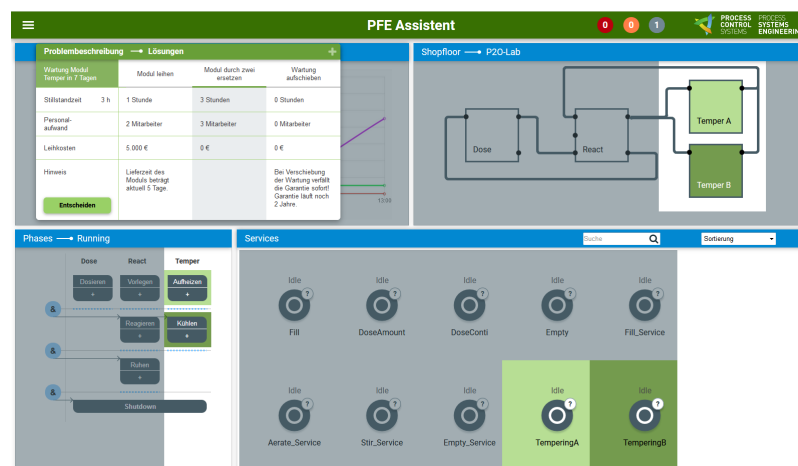 PFE Assistent
0
0
1
PROCESS CONTROL SYSTEMS
PROCESS SYSTEMS ENGINEERIN
Problembeschreibung Lösungen +
Wartung Modul Temper in 7 Tagen
Modul leihen
Modul durch zwei ersetzen
Wartung aufschieben
Stillstandzeit 3 h
1 Stunde
3 Stunden
0 Stunden
Personal-aufwand
2 Mitarbeiter
3 Mitarbeiter
0 Mitarbeiter
Leihkosten
5.000 €
0 €
0 €
Hinweis
Lieferzeit des Moduls beträgt aktuell 5 Tage.
Bei Verschiebung der Wartung verfällt die Garantie sofort! Garantie läuft noch 2 Jahre.
Entscheiden
13:00
Shopfloor P2O-Lab
Dose
React
Temper A
Temper B
Phases Running
Dose React Temper
Dosieren Vorlegen Aufheizen
+ + +
&
Reagieren Kühlen
+ +
&
Ruhen
+
&
Shutdown
Services
Suche
Sortierung
Idle Idle Idle Idle Idle
? ? ? ? ?
Fill DoseAmount DoseConti Empty Fill_Service
Idle Idle Idle Idle Idle
? ? ? ? ?
Aerate_Service Stir_Service Empty_Service TemperingA TemperingB